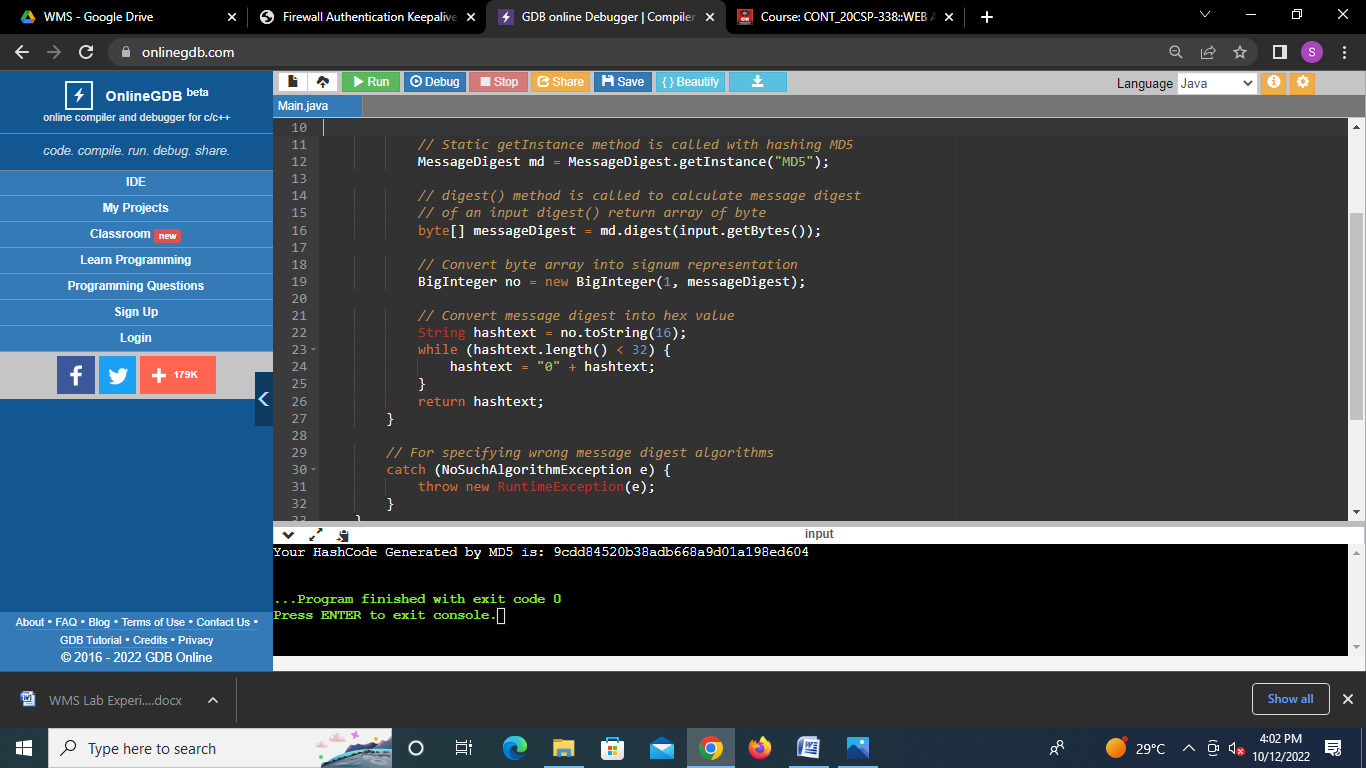 WMS - Google Drive
Firewall Authentication Keepalive
GDB online Debugger | Compiler
Course: CONT_20CSP-338::WEB A
onlinegdb.com
S
OnlineGDB beta
online compiler and debugger for c/c++
code. compile. run. debug. share.
IDE
My Projects
Classroom new
Learn Programming
Programming Questions
Sign Up
Login
179K
About • FAQ • Blog • Terms of Use • Contact Us •
GDB Tutorial • Credits • Privacy
© 2016 - 2022 GDB Online
Run Debug Stop Share Save { } Beautify
Language Java
Main.java
10
11 // Static getInstance method is called with hashing MD5
12 MessageDigest md = MessageDigest.getInstance("MD5");
13
14 // digest() method is called to calculate message digest
15 // of an input digest() return array of byte
16 byte[] messageDigest = md.digest(input.getBytes());
17
18 // Convert byte array into signum representation
19 BigInteger no = new BigInteger(1, messageDigest);
20
21 // Convert message digest into hex value
22 String hashtext = no.toString(16);
23 while (hashtext.length() < 32) {
24 hashtext = "0" + hashtext;
25 }
26 return hashtext;
27 }
28
29 // For specifying wrong message digest algorithms
30 catch (NoSuchAlgorithmException e) {
31 throw new RuntimeException(e);
32 }
33 }
input
Your HashCode Generated by MD5 is: 9cdd84520b38adb668a9d01a198ed604
...Program finished with exit code 0
Press ENTER to exit console.
WMS Lab Experi....docx
Show all
Type here to search
29°C
4:02 PM
10/12/2022